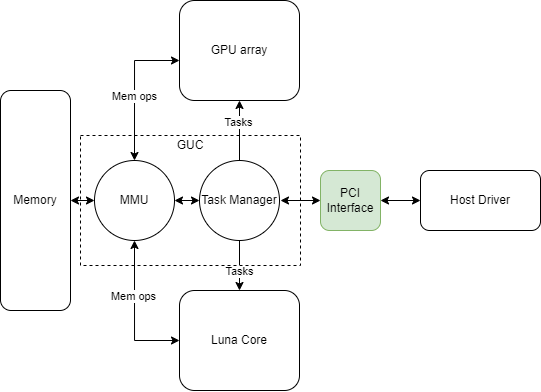 GPU array
Mem ops
Tasks
GUC
Memory
MMU
Task Manager
PCI
Interface
Host Driver
Tasks
Mem ops
Luna Core